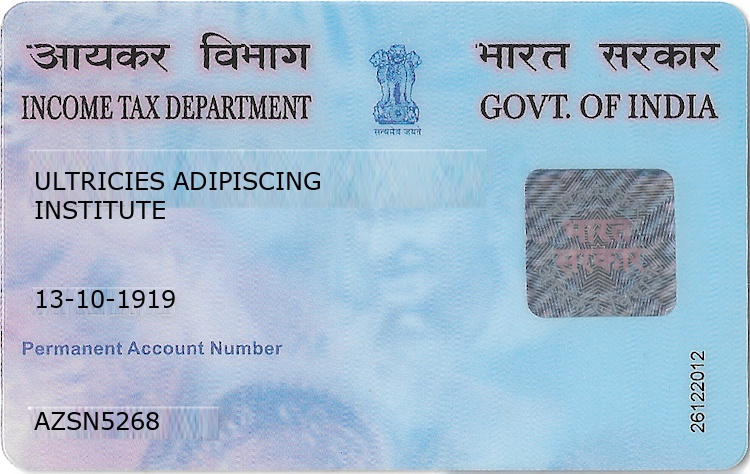 आयकर विभाग
भारत सरकार
INCOME TAX DEPARTMENT
GOVT. OF INDIA
सत्यमेव जयते
ULTRICIES ADIPISCING
INSTITUTE
भारत
सरकार
13-10-1919
Permanent Account Number
AZSN5268
26122012